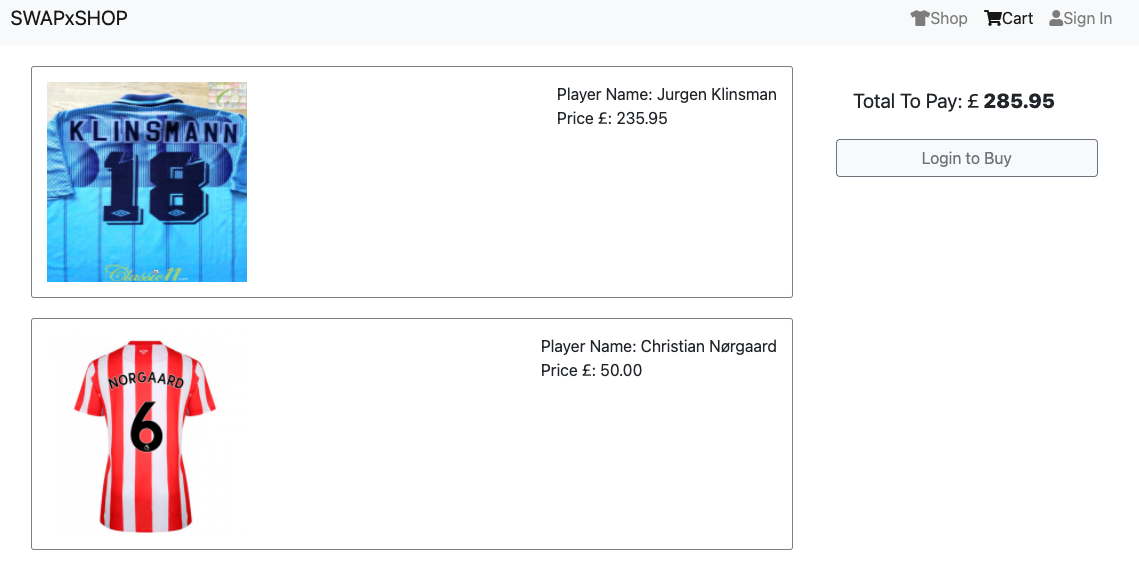 SWAPxSHOP
Shop Cart Sign In
KLINSMANN
18
Classic11
Player Name: Jurgen Klinsman
Price £: 235.95
NORGAARD
6
Player Name: Christian Nørgaard
Price £: 50.00
Total To Pay: £ 285.95
Login to Buy